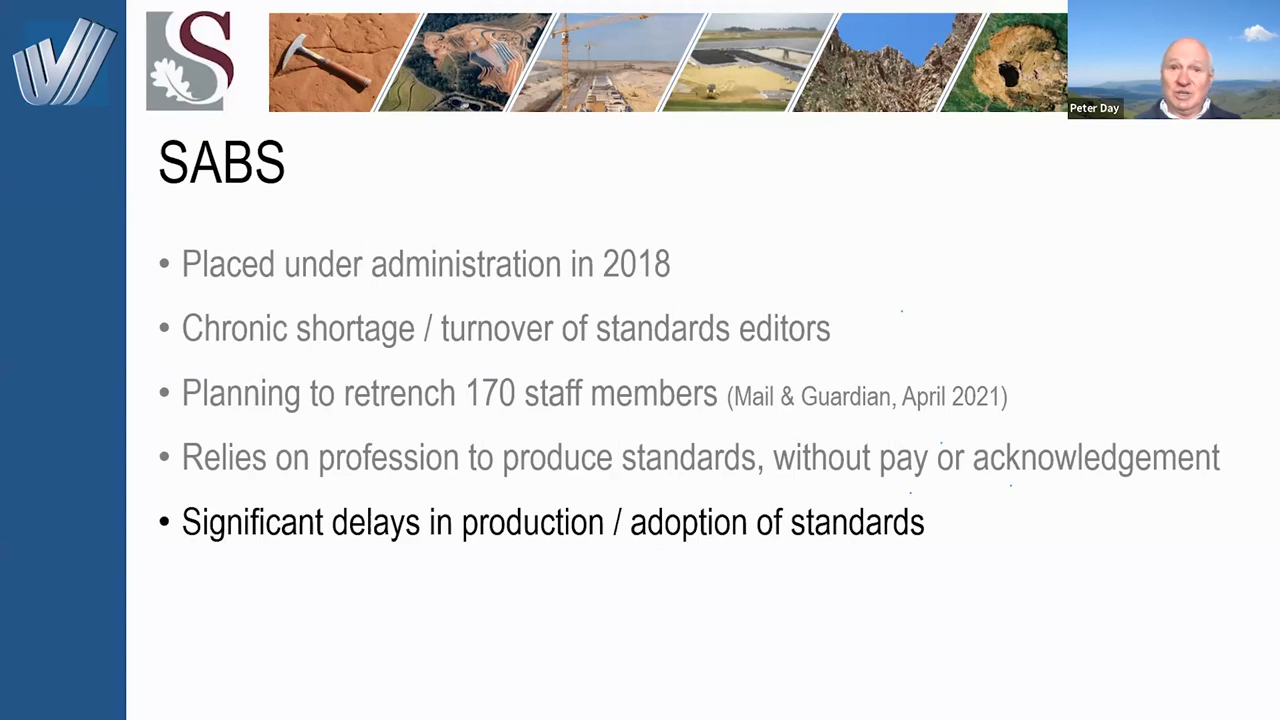 S
Peter Day
SABS
• Placed under administration in 2018
• Chronic shortage / turnover of standards editors
• Planning to retrench 170 staff members (Mail & Guardian, April 2021)
• Relies on profession to produce standards, without pay or acknowledgement
• Significant delays in production / adoption of standards